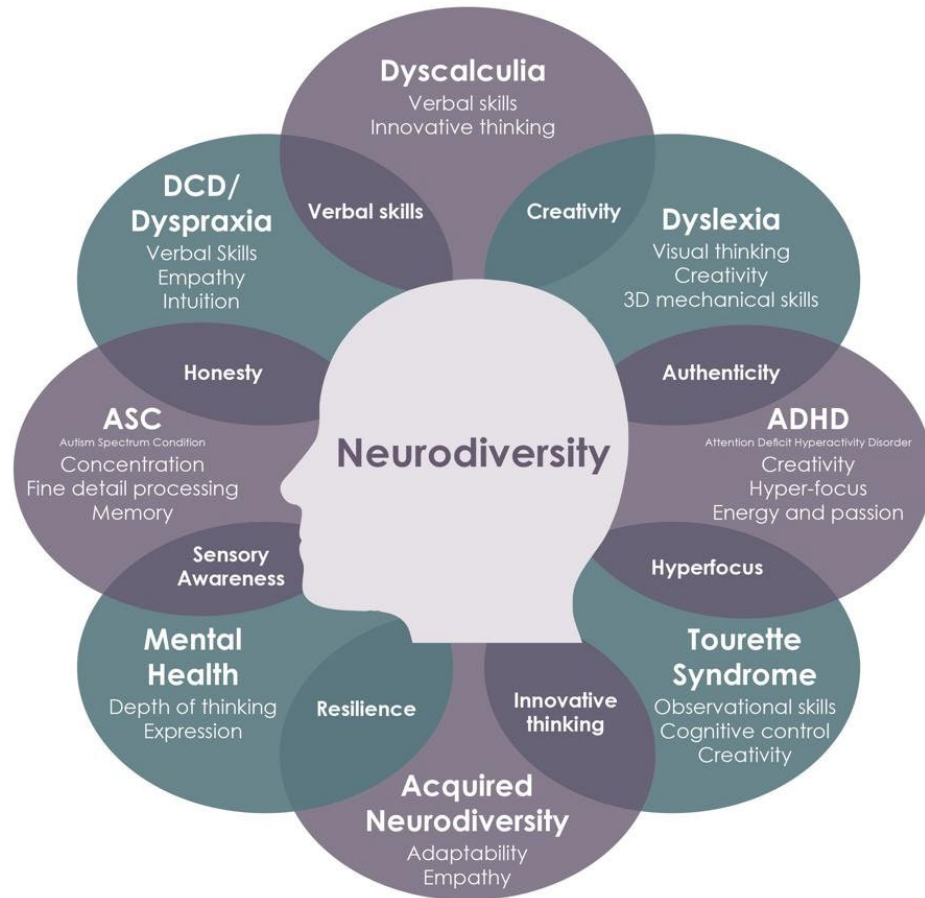 Dyscalculia
Verbal skills
Innovative thinking
DCD/
Dyspraxia
Verbal Skills
Empathy
Intuition
Verbal skills
Creativity
Dyslexia
Visual thinking
Creativity
3D mechanical skills
Honesty
Authenticity
ASC
Autism Spectrum Condition
Concentration
Fine detail processing
Memory
Neurodiversity
ADHD
Attention Deficit Hyperactivity Disorder
Creativity
Hyper-focus
Energy and passion
Sensory
Awareness
Hyperfocus
Mental
Health
Depth of thinking
Expression
Resilience
Innovative
thinking
Tourette
Syndrome
Observational skills
Cognitive control
Creativity
Acquired
Neurodiversity
Adaptability
Empathy